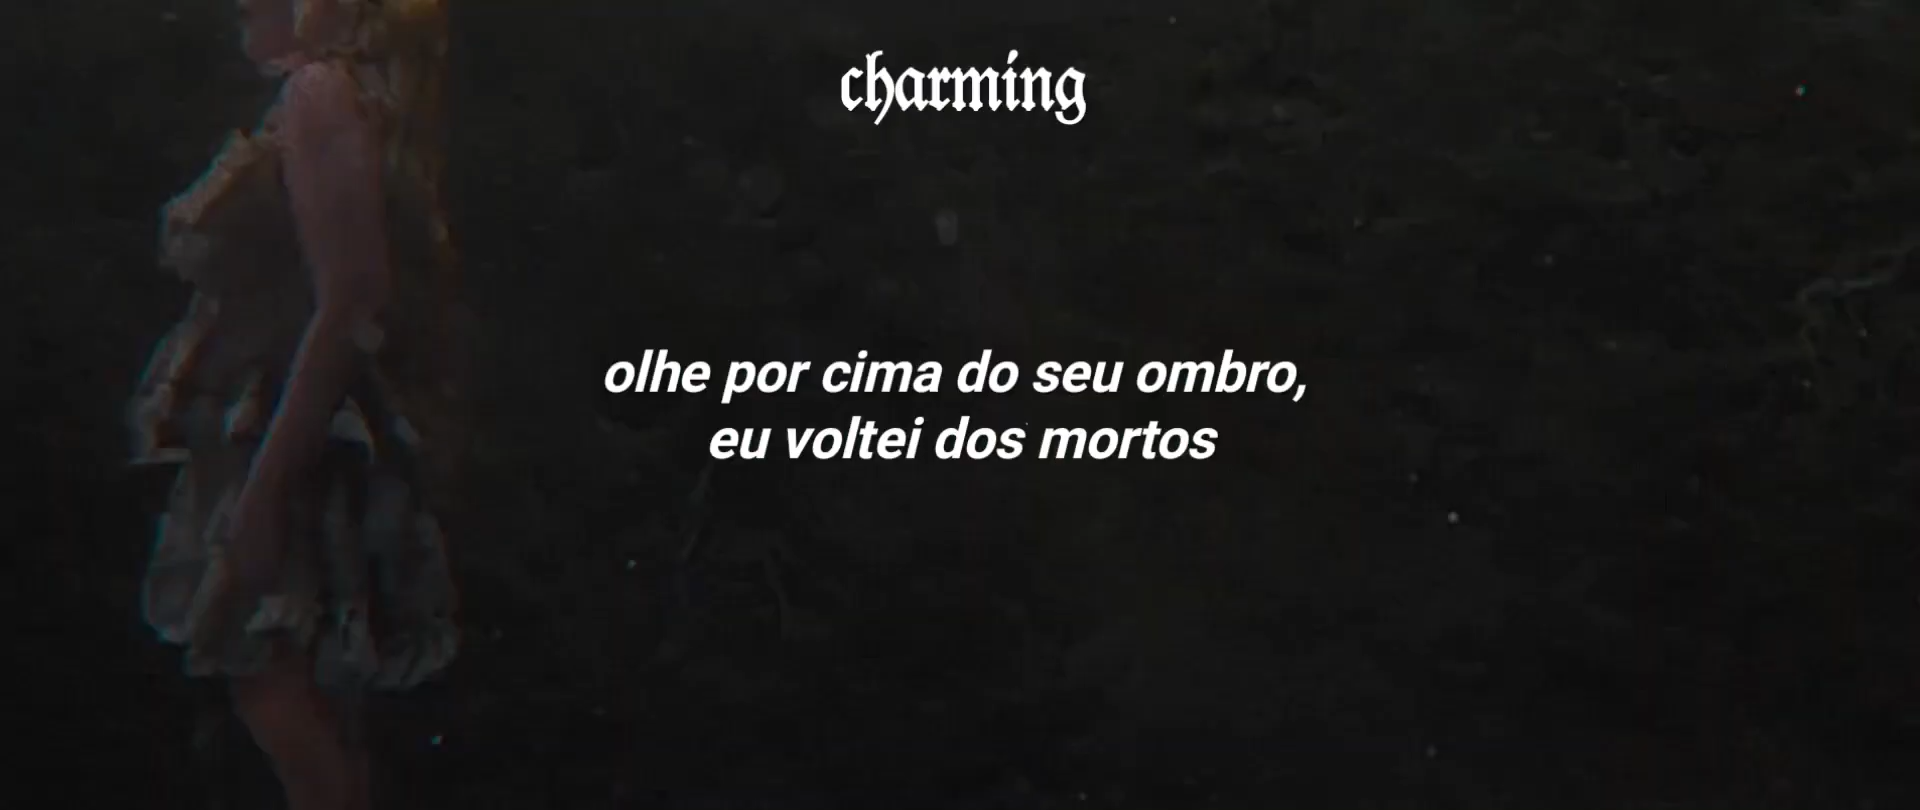 charming
olhe por cima do seu ombro,
eu voltei dos mortos